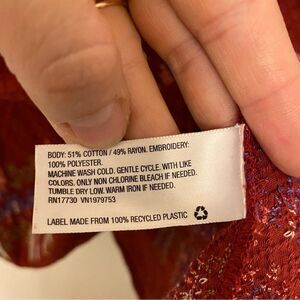 BODY: 51% COTTON / 49% RAYON. EMBROIDERY:
100% POLYESTER.
MACHINE WASH COLD. GENTLE CYCLE. WITH LIKE
COLORS. ONLY NON CHLORINE BLEACH IF NEEDED.
TUMBLE DRY LOW. WARM IRON IF NEEDED.
RN17730 VN1979753
LABEL MADE FROM 100% RECYCLED PLASTIC